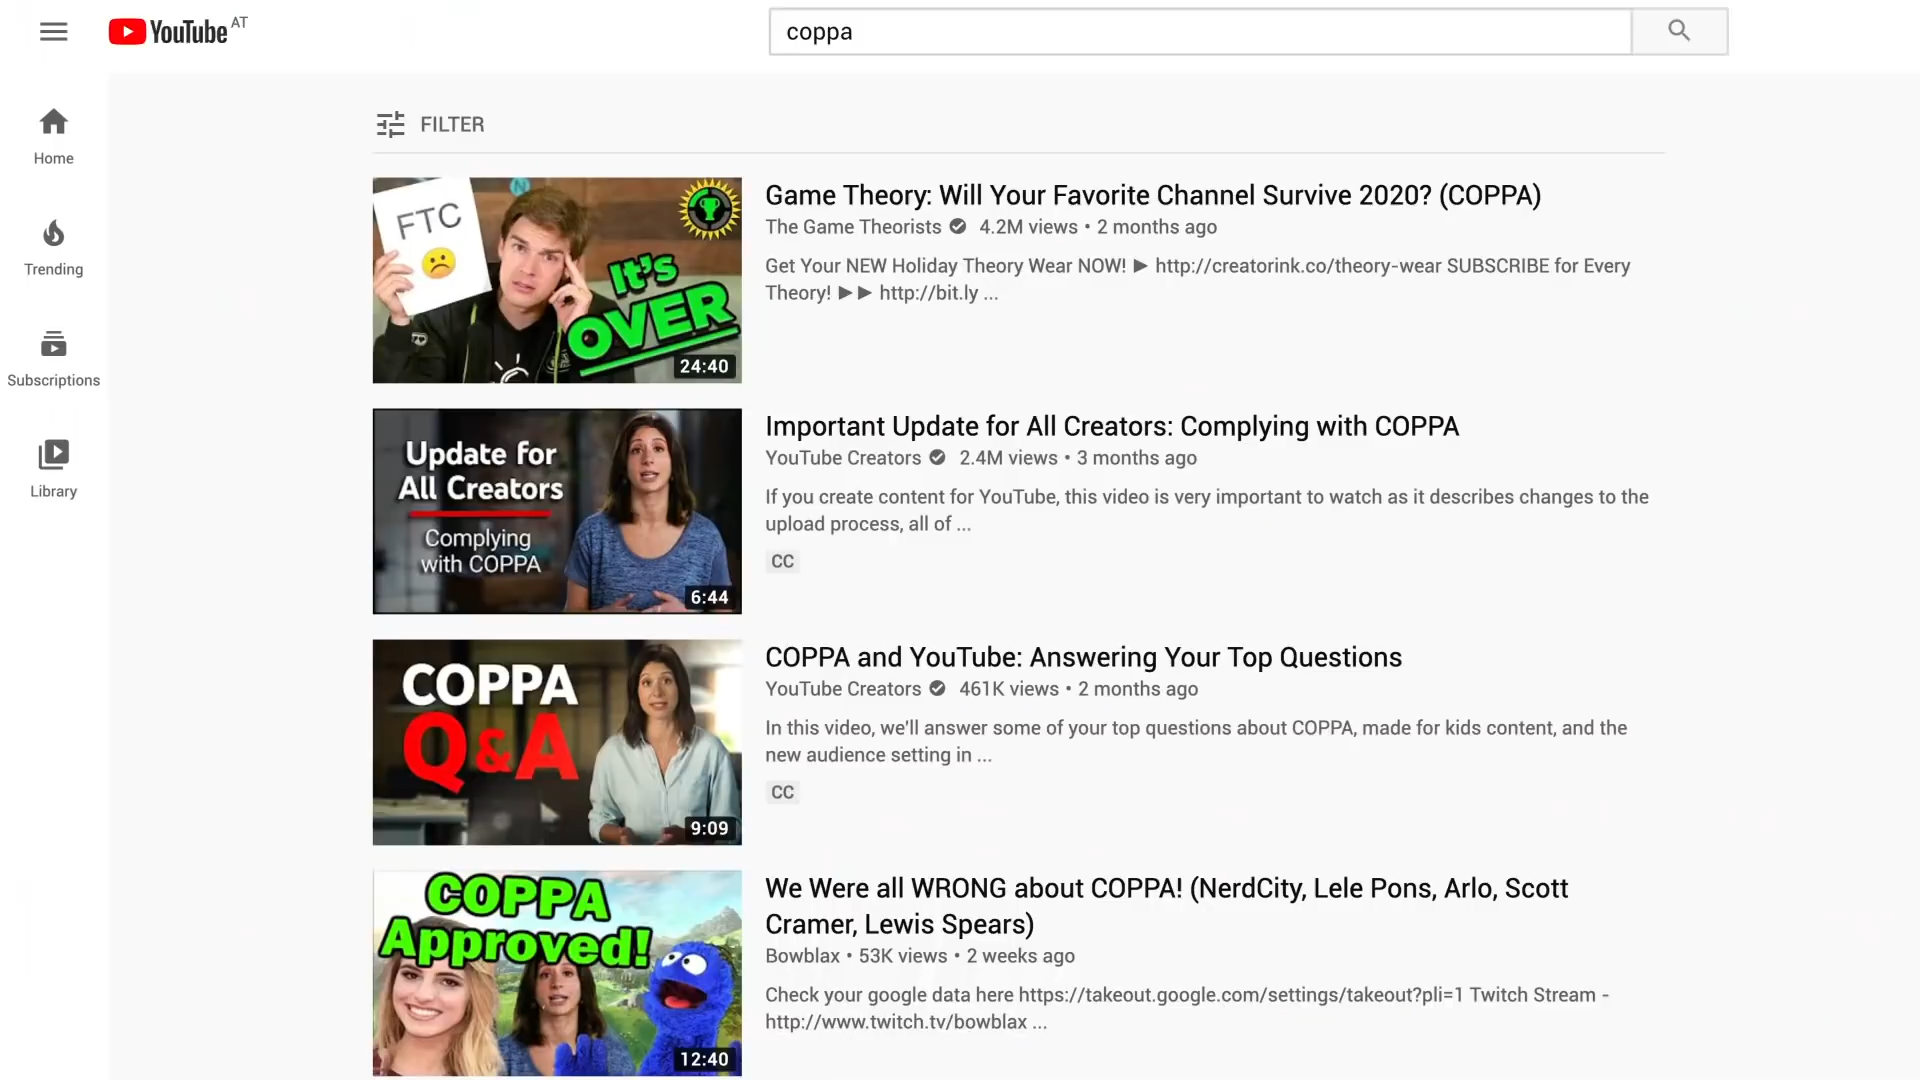 YouTube AT
coppa
Home
Trending
Subscriptions
Library
FILTER
FTC
It's
OVER
24:40
Game Theory: Will Your Favorite Channel Survive 2020? (COPPA)
The Game Theorists 4.2M views • 2 months ago
Get Your NEW Holiday Theory Wear NOW! ► http://creatorink.co/theory-wear SUBSCRIBE for Every
Theory! ►► http://bit.ly ...
Update for
All Creators
Complying
with COPPA
6:44
Important Update for All Creators: Complying with COPPA
YouTube Creators 2.4M views • 3 months ago
If you create content for YouTube, this video is very important to watch as it describes changes to the
upload process, all of ...
CC
COPPA
Q&A
9:09
COPPA and YouTube: Answering Your Top Questions
YouTube Creators 461K views • 2 months ago
In this video, we'll answer some of your top questions about COPPA, made for kids content, and the
new audience setting in ...
CC
COPPA
Approved!
12:40
We Were all WRONG about COPPA! (NerdCity, Lele Pons, Arlo, Scott
Cramer, Lewis Spears)
Bowblax • 53K views • 2 weeks ago
Check your google data here https://takeout.google.com/settings/takeout?pli=1 Twitch Stream -
http://www.twitch.tv/bowblax ...